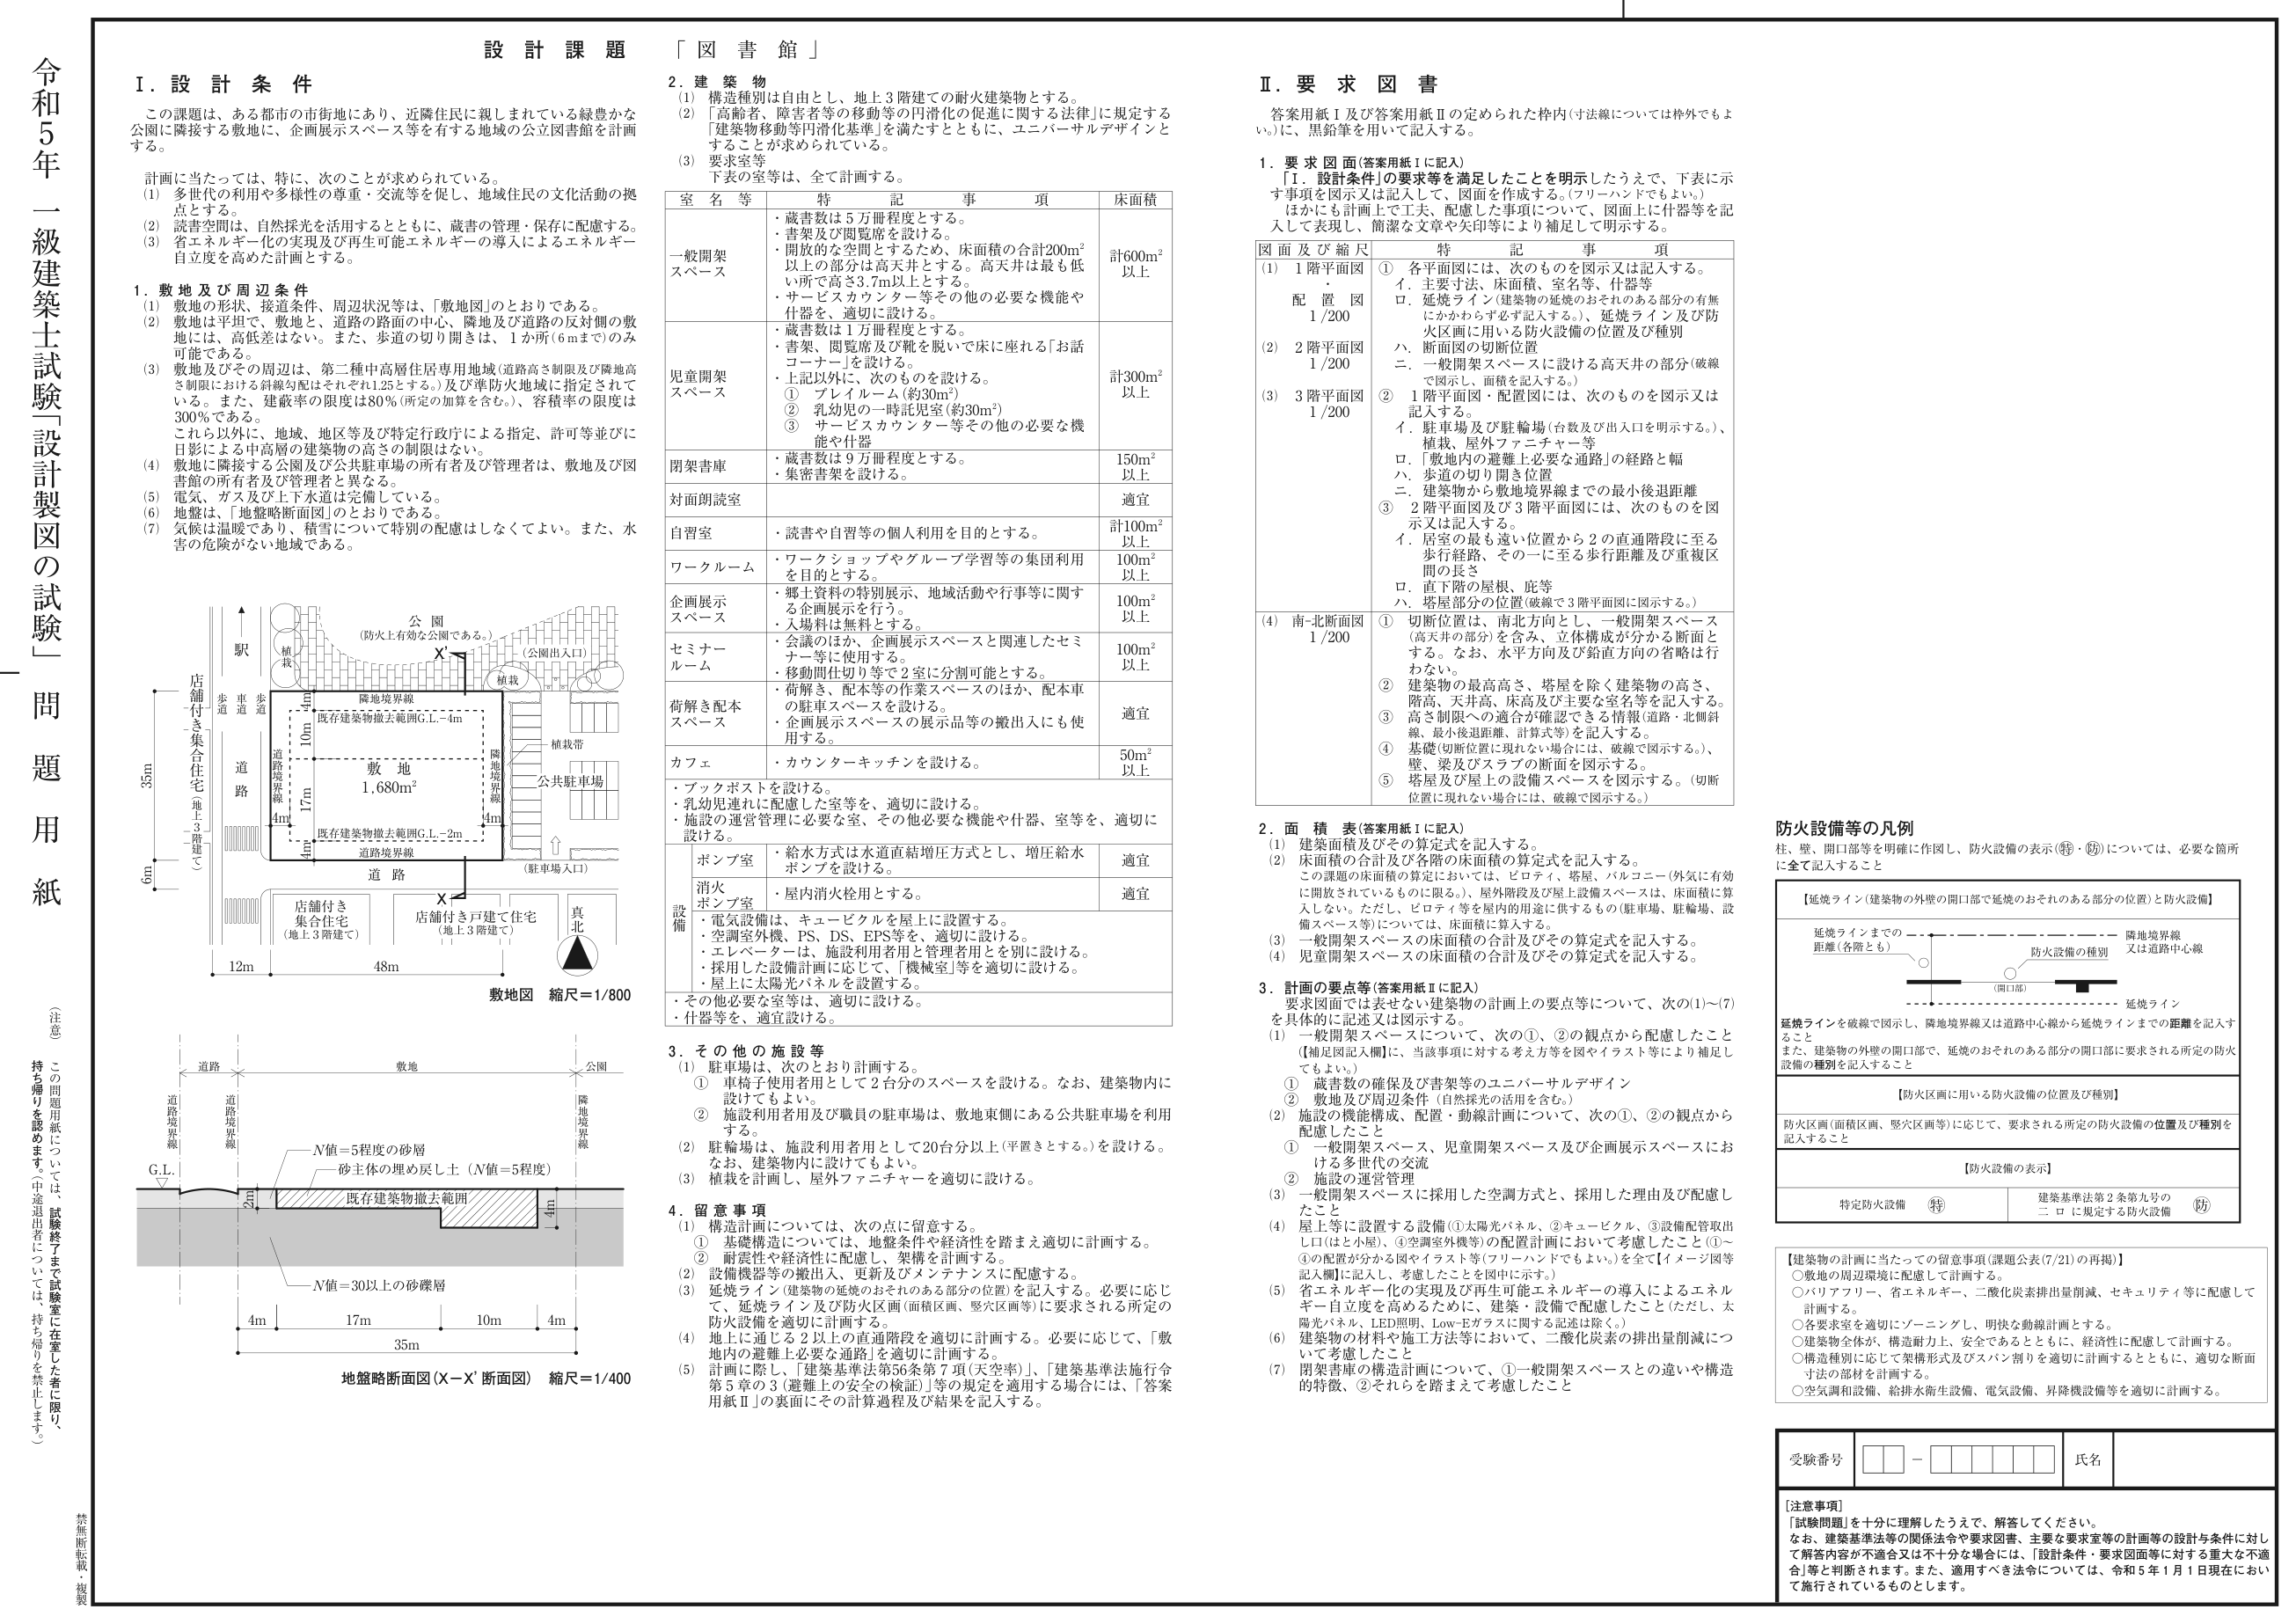 令和5年 一級建築士試験「設計製図の試験」 問題用紙
(注意) この問題用紙については、試験終了まで試験室に在室した者に限り、
持ち帰りを認めます。(中途退出者については、持ち帰りを禁止します。)
禁無断転載・複製
設計課題 「図書館」
Ⅰ．設計条件
この課題は、ある都市の市街地にあり、近隣住民に親しまれている緑豊かな
公園に隣接する敷地に、企画展示スペース等を有する地域の公立図書館を計画
する。
計画に当たっては、特に、次のことが求められている。
(1) 多世代の利用や多様性の尊重・交流等を促し、地域住民の文化活動の拠
点とする。
(2) 読書空間は、自然採光を活用するとともに、蔵書の管理・保存に配慮する。
(3) 省エネルギー化の実現及び再生可能エネルギーの導入によるエネルギー
自立度を高めた計画とする。
1．敷地及び周辺条件
(1) 敷地の形状、接道条件、周辺状況等は、「敷地図」のとおりである。
(2) 敷地は平坦で、敷地と、道路の路面の中心、隣地及び道路の反対側の敷
地には、高低差はない。また、歩道の切り開きは、1か所(6mまで)のみ
可能である。
(3) 敷地及びその周辺は、第二種中高層住居専用地域(道路高さ制限及び隣地高
さ制限における斜線勾配はそれぞれ1.25とする。)及び準防火地域に指定されて
いる。また、建蔽率の限度は80%(所定の加算を含む。)、容積率の限度は
300%である。
これら以外に、地域、地区等及び特定行政庁による指定、許可等並びに
日影による中高層の建築物の高さの制限はない。
(4) 敷地に隣接する公園及び公共駐車場の所有者及び管理者は、敷地及び図
書館の所有者及び管理者と異なる。
(5) 電気、ガス及び上下水道は完備している。
(6) 地盤は、「地盤略断面図」のとおりである。
(7) 気候は温暖であり、積雪について特別の配慮はしなくてよい。また、水
害の危険がない地域である。
公園
(防火上有効な公園である。)
駅
植栽
X'
(公園出入口)
植栽
店舗付き集合住宅(地上3階建て)
歩道
車道
歩道
隣地境界線
4m
既存建築物撤去範囲G.L.−4m
10m
植栽帯
道路境界線
隣地境界線
道路
敷地
1,680m²
公共駐車場
35m
17m
4m
4m
既存建築物撤去範囲G.L.−2m
4m
道路境界線
6m
道路
(駐車場入口)
X
店舗付き
集合住宅
(地上3階建て)
店舗付き戸建て住宅
(地上3階建て)
真北
12m
48m
敷地図 縮尺=1/800
道路
敷地
公園
道路境界線
道路境界線
隣地境界線
N値=5程度の砂層
砂主体の埋め戻し土 (N値=5程度)
G.L.
2m
既存建築物撤去範囲
4m
N値=30以上の砂礫層
4m
17m
10m
4m
35m
地盤略断面図(X−X' 断面図) 縮尺=1/400
2．建築物
(1) 構造種別は自由とし、地上3階建ての耐火建築物とする。
(2) 「高齢者、障害者等の移動等の円滑化の促進に関する法律」に規定する
「建築物移動等円滑化基準」を満たすとともに、ユニバーサルデザインと
することが求められている。
(3) 要求室等
下表の室等は、全て計画する。
室名等 特記事項 床面積
一般開架
スペース
・蔵書数は5万冊程度とする。
・書架及び閲覧席を設ける。
・開放的な空間とするため、床面積の合計200m²
以上の部分は高天井とする。高天井は最も低
い所で高さ3.7m以上とする。
・サービスカウンター等その他の必要な機能や
什器を、適切に設ける。
計600m²
以上
児童開架
スペース
・蔵書数は1万冊程度とする。
・書架、閲覧席及び靴を脱いで床に座れる「お話
コーナー」を設ける。
・上記以外に、次のものを設ける。
① プレイルーム(約30m²)
② 乳幼児の一時託児室(約30m²)
③ サービスカウンター等その他の必要な機
能や什器
計300m²
以上
閉架書庫
・蔵書数は9万冊程度とする。
・集密書架を設ける。
150m²
以上
対面朗読室 適宜
自習室 ・読書や自習等の個人利用を目的とする。
計100m²
以上
ワークルーム
・ワークショップやグループ学習等の集団利用
を目的とする。
100m²
以上
企画展示
スペース
・郷土資料の特別展示、地域活動や行事等に関す
る企画展示を行う。
・入場料は無料とする。
100m²
以上
セミナー
ルーム
・会議のほか、企画展示スペースと関連したセミ
ナー等に使用する。
・移動間仕切り等で2室に分割可能とする。
100m²
以上
荷解き配本
スペース
・荷解き、配本等の作業スペースのほか、配本車
の駐車スペースを設ける。
・企画展示スペースの展示品等の搬出入にも使
用する。
適宜
カフェ ・カウンターキッチンを設ける。
50m²
以上
・ブックポストを設ける。
・乳幼児連れに配慮した室等を、適切に設ける。
・施設の運営管理に必要な室、その他必要な機能や什器、室等を、適切に
設ける。
設備
ポンプ室
・給水方式は水道直結増圧方式とし、増圧給水
ポンプを設ける。
適宜
消火
ポンプ室
・屋内消火栓用とする。
適宜
・電気設備は、キュービクルを屋上に設置する。
・空調室外機、PS、DS、EPS等を、適切に設ける。
・エレベーターは、施設利用者用と管理者用とを別に設ける。
・採用した設備計画に応じて、「機械室」等を適切に設ける。
・屋上に太陽光パネルを設置する。
・その他必要な室等は、適切に設ける。
・什器等を、適宜設ける。
3．その他の施設等
(1) 駐車場は、次のとおり計画する。
① 車椅子使用者用として2台分のスペースを設ける。なお、建築物内に
設けてもよい。
② 施設利用者用及び職員の駐車場は、敷地東側にある公共駐車場を利用
する。
(2) 駐輪場は、施設利用者用として20台分以上(平置きとする。)を設ける。
なお、建築物内に設けてもよい。
(3) 植栽を計画し、屋外ファニチャーを適切に設ける。
4．留意事項
(1) 構造計画については、次の点に留意する。
① 基礎構造については、地盤条件や経済性を踏まえ適切に計画する。
② 耐震性や経済性に配慮し、架構を計画する。
(2) 設備機器等の搬出入、更新及びメンテナンスに配慮する。
(3) 延焼ライン(建築物の延焼のおそれのある部分の位置)を記入する。必要に応じ
て、延焼ライン及び防火区画(面積区画、竪穴区画等)に要求される所定の
防火設備を適切に計画する。
(4) 地上に通じる2以上の直通階段を適切に計画する。必要に応じて、「敷
地内の避難上必要な通路」を適切に計画する。
(5) 計画に際し、「建築基準法第56条第7項(天空率)」、「建築基準法施行令
第5章の3(避難上の安全の検証)」等の規定を適用する場合には、「答案
用紙Ⅱ」の裏面にその計算過程及び結果を記入する。
Ⅱ．要求図書
答案用紙Ⅰ及び答案用紙Ⅱの定められた枠内(寸法線については枠外でもよ
い。)に、黒鉛筆を用いて記入する。
1．要求図面(答案用紙Ⅰに記入)
「Ⅰ．設計条件」の要求等を満足したことを明示したうえで、下表に示
す事項を図示又は記入して、図面を作成する。(フリーハンドでもよい。)
ほかにも計画上で工夫、配慮した事項について、図面上に什器等を記
入して表現し、簡潔な文章や矢印等により補足して明示する。
図面及び縮尺 特記事項
(1) 1階平面図
・
配置図
1/200
(2) 2階平面図
1/200
(3) 3階平面図
1/200
① 各平面図には、次のものを図示又は記入する。
イ．主要寸法、床面積、室名等、什器等
ロ．延焼ライン(建築物の延焼のおそれのある部分の有無
にかかわらず必ず記入する。)、延焼ライン及び防
火区画に用いる防火設備の位置及び種別
ハ．断面図の切断位置
ニ．一般開架スペースに設ける高天井の部分(破線
で図示し、面積を記入する。)
② 1階平面図・配置図には、次のものを図示又は
記入する。
イ．駐車場及び駐輪場(台数及び出入口を明示する。)、
植栽、屋外ファニチャー等
ロ．「敷地内の避難上必要な通路」の経路と幅
ハ．歩道の切り開き位置
ニ．建築物から敷地境界線までの最小後退距離
③ 2階平面図及び3階平面図には、次のものを図
示又は記入する。
イ．居室の最も遠い位置から2の直通階段に至る
歩行経路、その一に至る歩行距離及び重複区
間の長さ
ロ．直下階の屋根、庇等
ハ．塔屋部分の位置(破線で3階平面図に図示する。)
(4) 南-北断面図
1/200
① 切断位置は、南北方向とし、一般開架スペース
(高天井の部分)を含み、立体構成が分かる断面と
する。なお、水平方向及び鉛直方向の省略は行
わない。
② 建築物の最高高さ、塔屋を除く建築物の高さ、
階高、天井高、床高及び主要な室名等を記入する。
③ 高さ制限への適合が確認できる情報(道路・北側斜
線、最小後退距離、計算式等)を記入する。
④ 基礎(切断位置に現れない場合には、破線で図示する。)、
壁、梁及びスラブの断面を図示する。
⑤ 塔屋及び屋上の設備スペースを図示する。(切断
位置に現れない場合には、破線で図示する。)
2．面積表(答案用紙Ⅰに記入)
(1) 建築面積及びその算定式を記入する。
(2) 床面積の合計及び各階の床面積の算定式を記入する。
この課題の床面積の算定においては、ピロティ、塔屋、バルコニー(外気に有効
に開放されているものに限る。)、屋外階段及び屋上設備スペースは、床面積に算
入しない。ただし、ピロティ等を屋内的用途に供するもの(駐車場、駐輪場、設
備スペース等)については、床面積に算入する。
(3) 一般開架スペースの床面積の合計及びその算定式を記入する。
(4) 児童開架スペースの床面積の合計及びその算定式を記入する。
3．計画の要点等(答案用紙Ⅱに記入)
要求図面では表せない建築物の計画上の要点等について、次の(1)～(7)
を具体的に記述又は図示する。
(1) 一般開架スペースについて、次の①、②の観点から配慮したこと
(【補足図記入欄】に、当該事項に対する考え方等を図やイラスト等により補足し
てもよい。)
① 蔵書数の確保及び書架等のユニバーサルデザイン
② 敷地及び周辺条件 (自然採光の活用を含む。)
(2) 施設の機能構成、配置・動線計画について、次の①、②の観点から
配慮したこと
① 一般開架スペース、児童開架スペース及び企画展示スペースにお
ける多世代の交流
② 施設の運営管理
(3) 一般開架スペースに採用した空調方式と、採用した理由及び配慮し
たこと
(4) 屋上等に設置する設備(①太陽光パネル、②キュービクル、③設備配管取出
し口(はと小屋)、④空調室外機等)の配置計画において考慮したこと(①～
④の配置が分かる図やイラスト等(フリーハンドでもよい。)を全て【イメージ図等
記入欄】に記入し、考慮したことを図中に示す。)
(5) 省エネルギー化の実現及び再生可能エネルギーの導入によるエネル
ギー自立度を高めるために、建築・設備で配慮したこと(ただし、太
陽光パネル、LED照明、Low-Eガラスに関する記述は除く。)
(6) 建築物の材料や施工方法等において、二酸化炭素の排出量削減につ
いて考慮したこと
(7) 閉架書庫の構造計画について、①一般開架スペースとの違いや構造
的特徴、②それらを踏まえて考慮したこと
防火設備等の凡例
柱、壁、開口部等を明確に作図し、防火設備の表示(㊕・防)については、必要な箇所
に全て記入すること
【延焼ライン(建築物の外壁の開口部で延焼のおそれのある部分の位置)と防火設備】
延焼ラインまでの
距離(各階とも)
隣地境界線
又は道路中心線
防火設備の種別
(開口部)
延焼ライン
延焼ラインを破線で図示し、隣地境界線又は道路中心線から延焼ラインまでの距離を記入す
ること
また、建築物の外壁の開口部で、延焼のおそれのある部分の開口部に要求される所定の防火
設備の種別を記入すること
【防火区画に用いる防火設備の位置及び種別】
防火区画(面積区画、竪穴区画等)に応じて、要求される所定の防火設備の位置及び種別を
記入すること
【防火設備の表示】
特定防火設備 ㊕
建築基準法第2条第九号の
二 ロ に規定する防火設備 防
【建築物の計画に当たっての留意事項(課題公表(7/21)の再掲)】
○敷地の周辺環境に配慮して計画する。
○バリアフリー、省エネルギー、二酸化炭素排出量削減、セキュリティ等に配慮して
計画する。
○各要求室を適切にゾーニングし、明快な動線計画とする。
○建築物全体が、構造耐力上、安全であるとともに、経済性に配慮して計画する。
○構造種別に応じて架構形式及びスパン割りを適切に計画するとともに、適切な断面
寸法の部材を計画する。
○空気調和設備、給排水衛生設備、電気設備、昇降機設備等を適切に計画する。
受験番号 − 氏名
[注意事項]
「試験問題」を十分に理解したうえで、解答してください。
なお、建築基準法等の関係法令や要求図書、主要な要求室等の計画等の設計与条件に対し
て解答内容が不適合又は不十分な場合には、「設計条件・要求図面等に対する重大な不適
合」等と判断されます。また、適用すべき法令については、令和5年1月1日現在におい
て施行されているものとします。